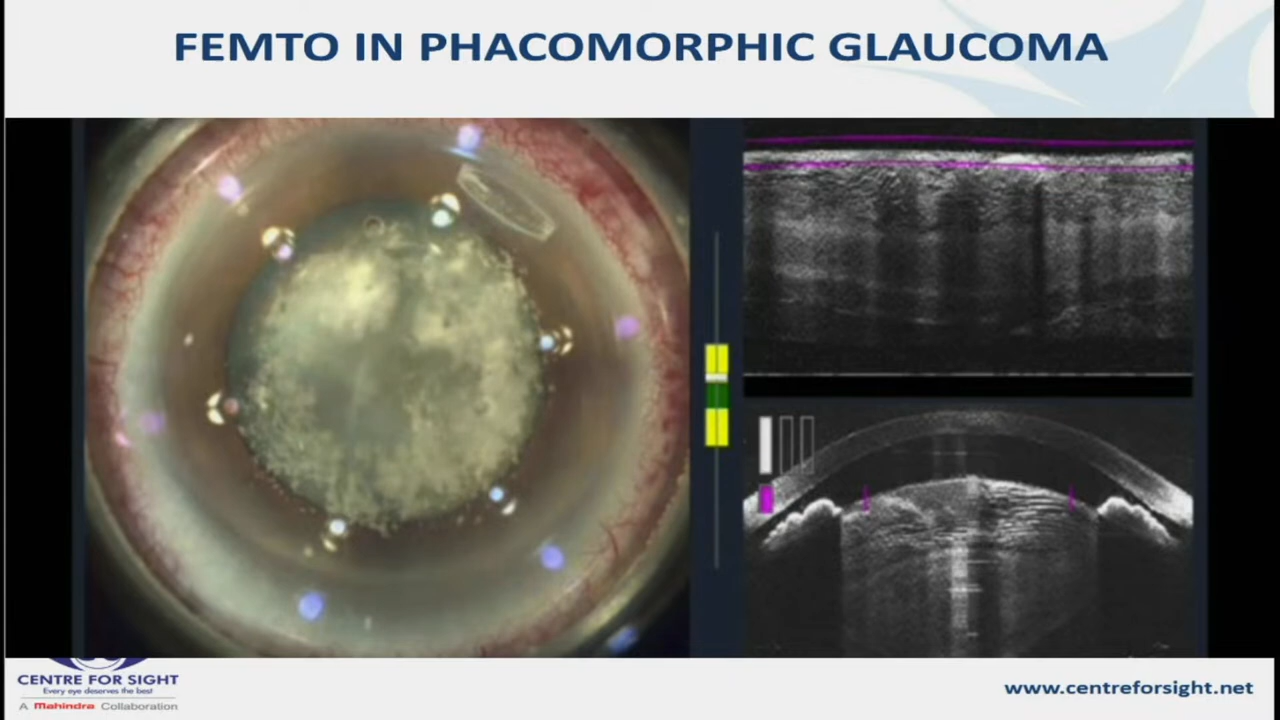 FEMTO IN PHACOMORPHIC GLAUCOMA
CENTRE FOR SIGHT
Every eye deserves the best
A Mahindra Collaboration
www.centreforsight.net